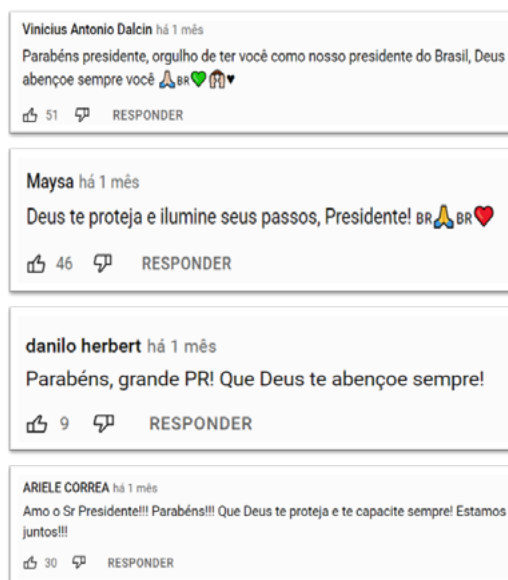 Vinicius Antonio Dalcin há 1 mês
Parabéns presidente, orgulho de ter você como nosso presidente do Brasil, Deus
abençoe sempre você 🙏🏻BR💚👰🏻♥
51 RESPONDER
Maysa há 1 mês
Deus te proteja e ilumine seus passos, Presidente! BR🙏BR❤
46 RESPONDER
danilo herbert há 1 mês
Parabéns, grande PR! Que Deus te abençoe sempre!
9 RESPONDER
ARIELE CORREA há 1 mês
Amo o Sr Presidente!!! Parabéns!!! Que Deus te proteja e te capacite sempre! Estamos
juntos!!!
30 RESPONDER